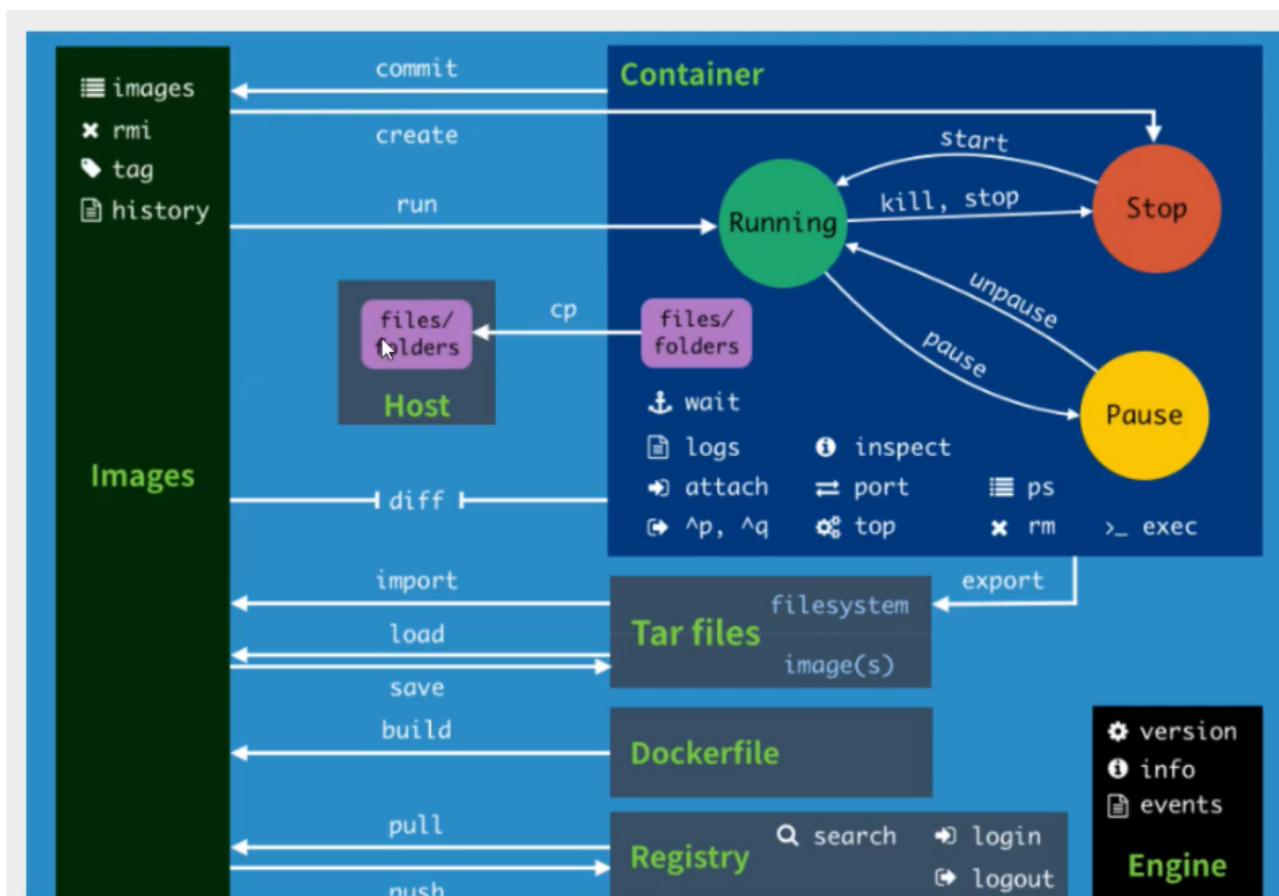 images
rmi
tag
history
Images
commit
create
run
cp
files/
folders
Host
diff
import
load
save
build
pull
push
Container
start
kill, stop
Running
Stop
unpause
pause
Pause
files/
folders
wait
logs
inspect
attach
port
ps
^p, ^q
top
rm
>_ exec
export
filesystem
Tar files
image(s)
Dockerfile
search
login
Registry
logout
version
info
events
Engine